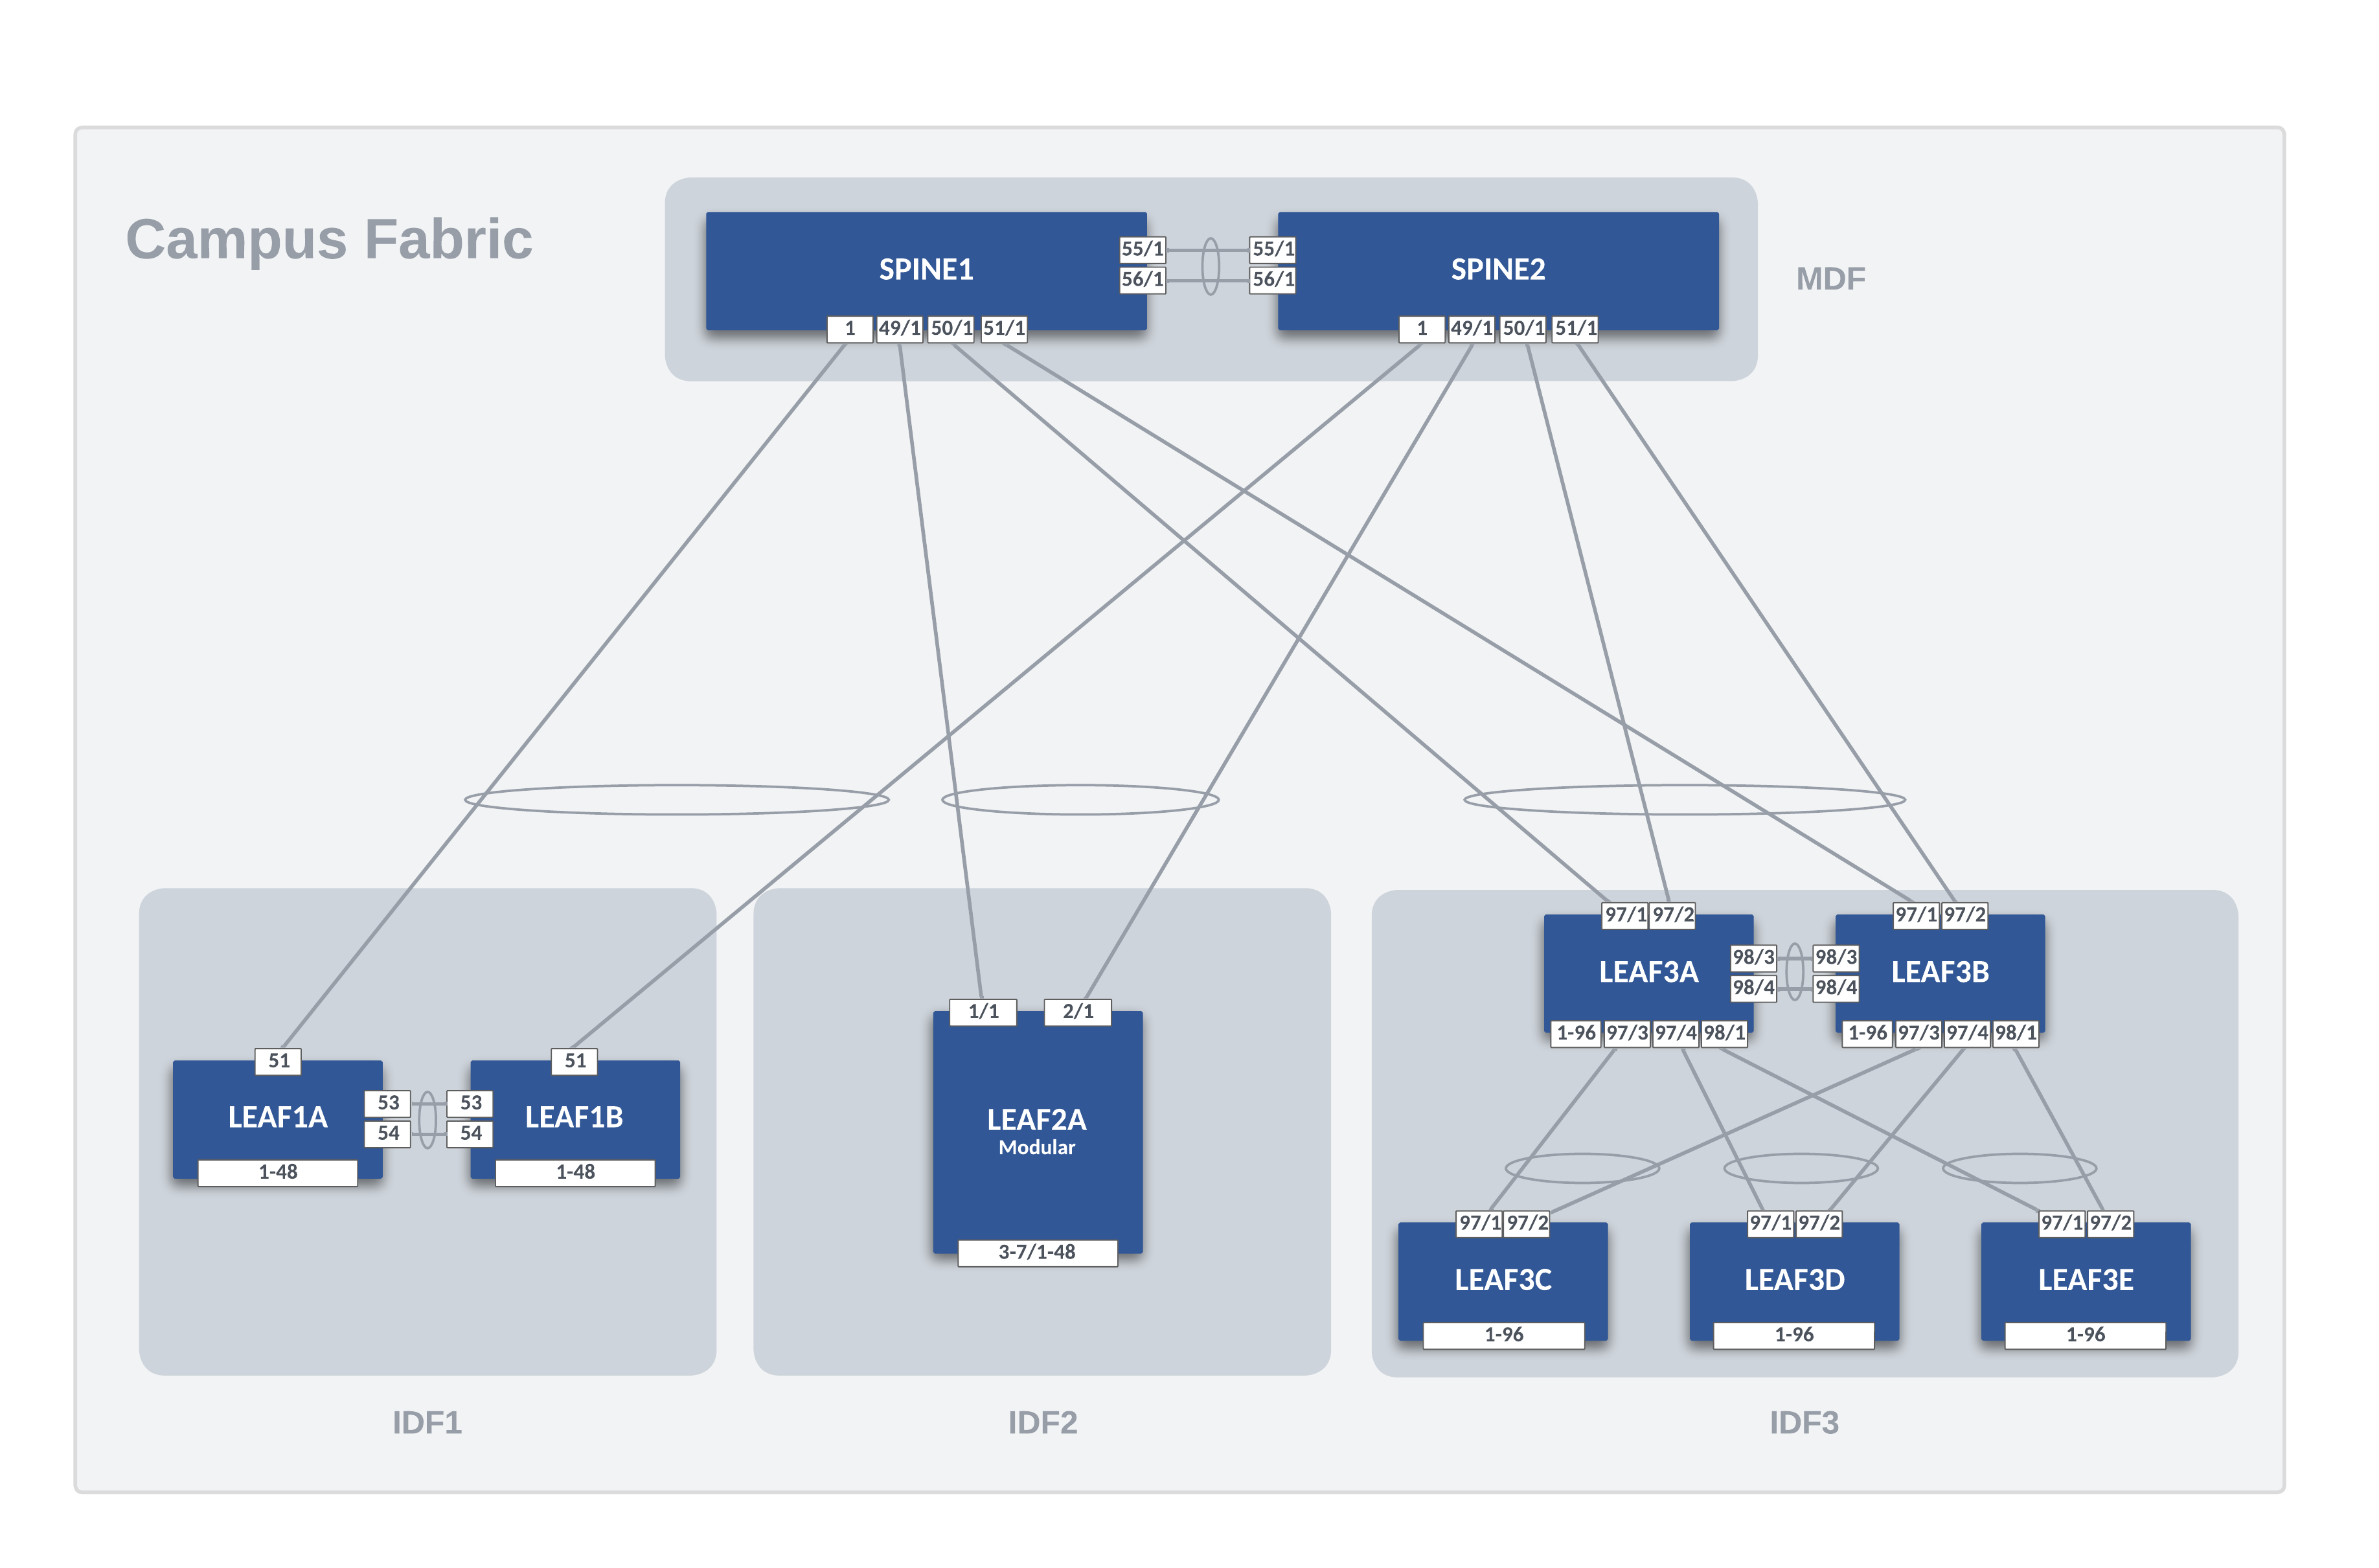 Campus Fabric
SPINE1
55/1
56/1
55/1
56/1
SPINE2
MDF
1 49/1 50/1 51/1
1 49/1 50/1 51/1
51
LEAF1A
53
54
1-48
51
53
54
LEAF1B
1-48
IDF1
1/1 2/1
LEAF2A
Modular
3-7/1-48
IDF2
97/1 97/2
LEAF3A
98/3
98/4
1-96 97/3 97/4 98/1
97/1 97/2
98/3
98/4
LEAF3B
1-96 97/3 97/4 98/1
97/1 97/2
LEAF3C
1-96
97/1 97/2
LEAF3D
1-96
97/1 97/2
LEAF3E
1-96
IDF3